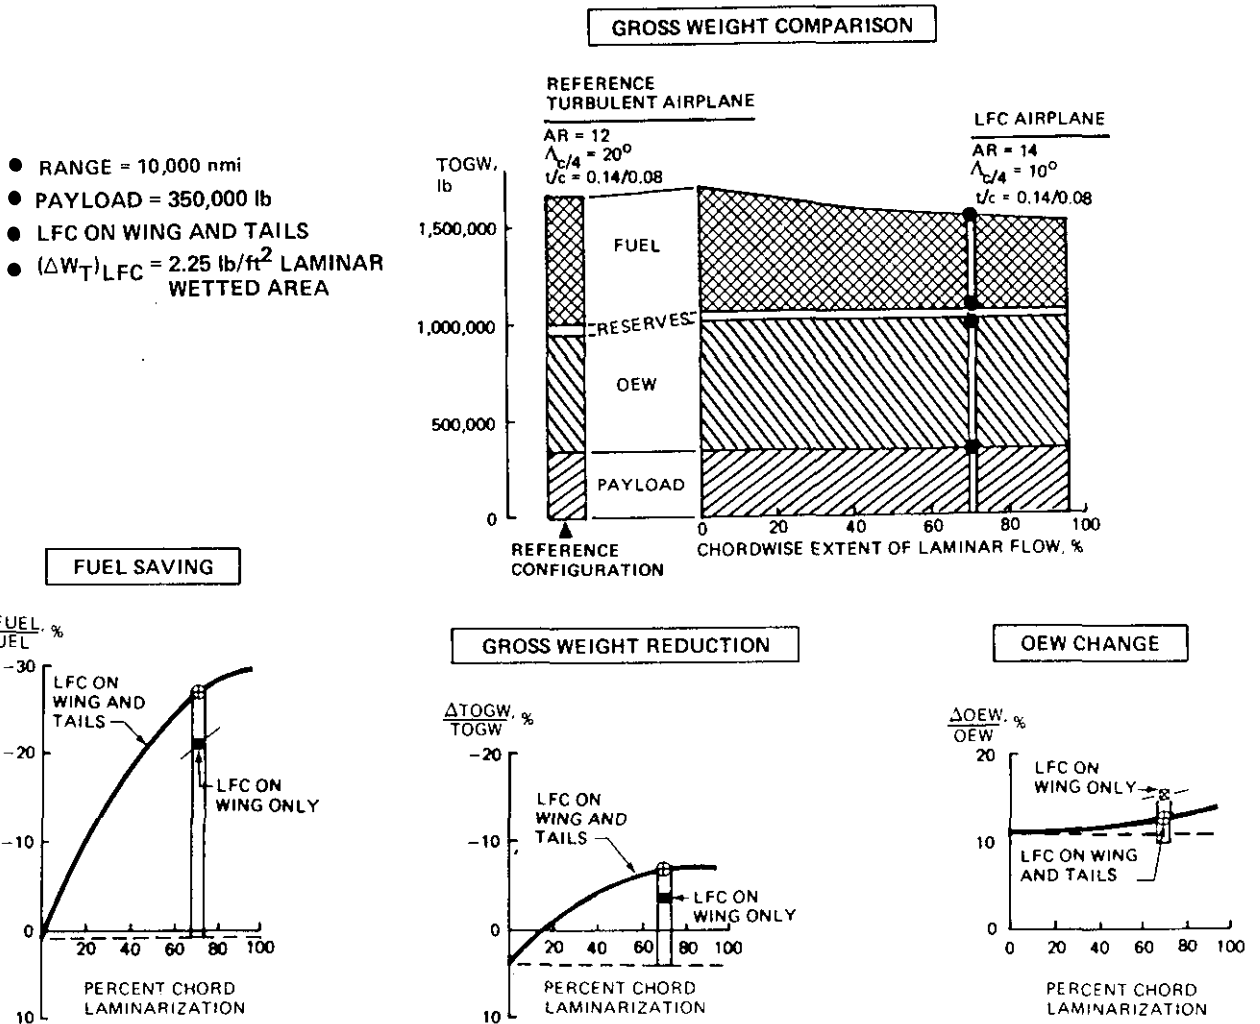 GROSS WEIGHT COMPARISON
REFERENCE
TURBULENT AIRPLANE
AR = 12
Λc/4 = 20°
t/c = 0.14/0.08
LFC AIRPLANE
AR = 14
Λc/4 = 10°
t/c = 0.14/0.08
● RANGE = 10,000 nmi
● PAYLOAD = 350,000 lb
● LFC ON WING AND TAILS
● (ΔWT)LFC = 2.25 lb/ft² LAMINAR
WETTED AREA
TOGW,
lb
1,500,000
1,000,000
500,000
0
FUEL
RESERVES
OEW
PAYLOAD
0 20 40 60 80 100
CHORDWISE EXTENT OF LAMINAR FLOW, %
REFERENCE
CONFIGURATION
FUEL SAVING
FUEL, %
UEL
-30
-20
-10
0
10
LFC ON
WING AND
TAILS
LFC ON
WING ONLY
20 40 60 80 100
PERCENT CHORD
LAMINARIZATION
GROSS WEIGHT REDUCTION
ΔTOGW, %
TOGW
-20
-10
0
10
LFC ON
WING AND
TAILS
LFC ON
WING ONLY
20 40 60 80 100
PERCENT CHORD
LAMINARIZATION
OEW CHANGE
ΔOEW, %
OEW
20
10
0
LFC ON
WING ONLY
LFC ON WING
AND TAILS
0 20 40 60 80 100
PERCENT CHORD
LAMINARIZATION